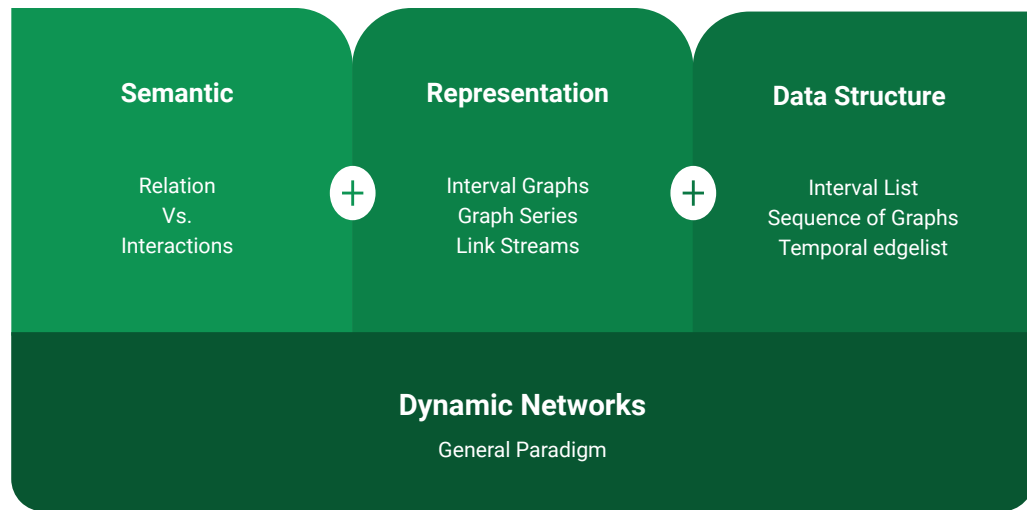 Semantic
Relation
Vs.
Interactions
+
Representation
Interval Graphs
Graph Series
Link Streams
+
Data Structure
Interval List
Sequence of Graphs
Temporal edgelist
Dynamic Networks
General Paradigm